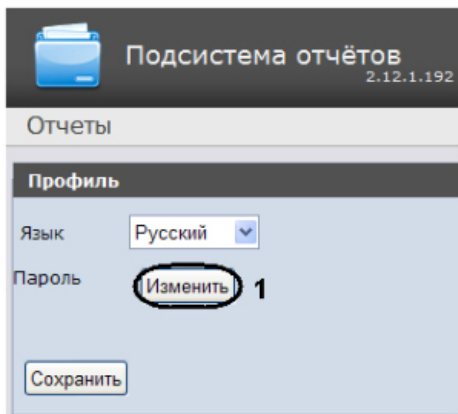 Подсистема отчётов
2.12.1.192
Отчеты
Профиль
Язык Русский
Пароль Изменить 1
Сохранить